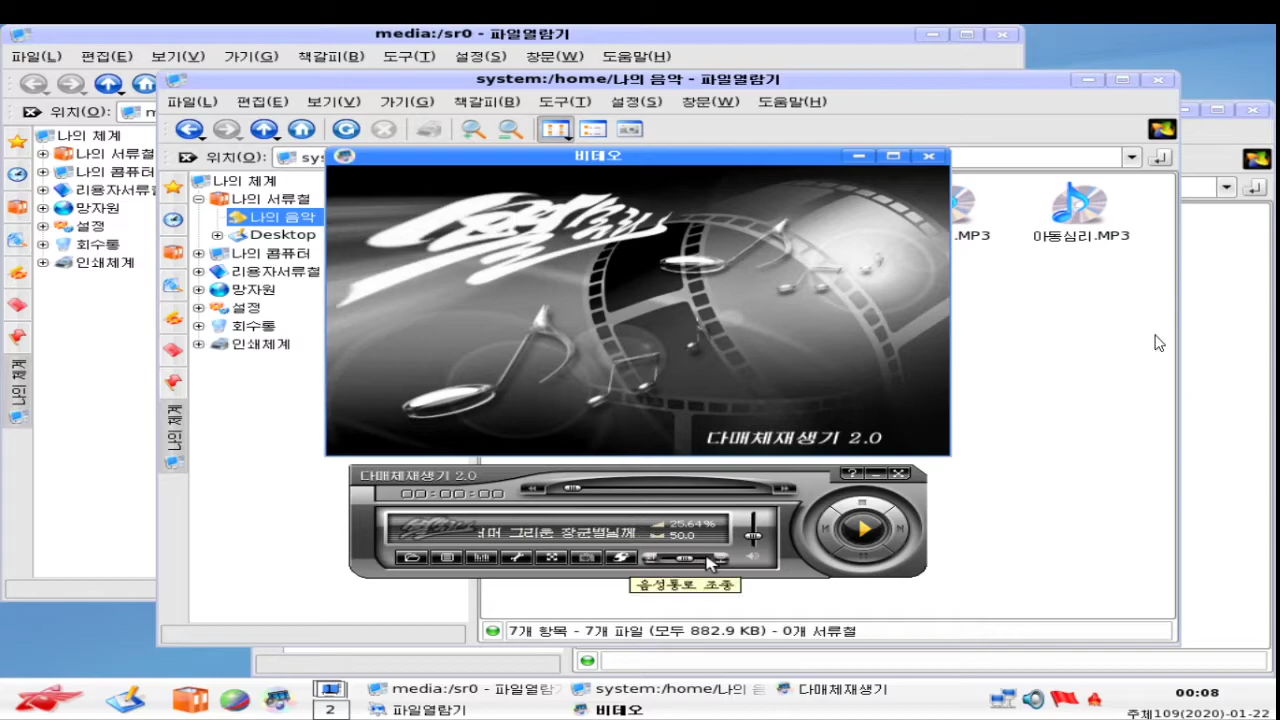 media:/sr0 - 파일열람기
파일(L) 편집(E) 보기(V) 가기(G) 책갈피(B) 도구(T) 설정(S) 창문(W) 도움말(H)
위치(O):
나의 체계
나의 서류철
나의 콤퓨터
리용자서류철
망자원
설정
회수통
인쇄체계
나의 체계
system:/home/나의 음악 - 파일열람기
파일(L) 편집(E) 보기(V) 가기(G) 책갈피(B) 도구(T) 설정(S) 창문(W) 도움말(H)
위치(O): sys
나의 체계
나의 서류철
나의 음악
Desktop
나의 콤퓨터
리용자서류철
망자원
설정
회수통
인쇄체계
나의 체계
.MP3
아동심리.MP3
비데오
다매체재생기 2.0
다매체재생기 2.0
00:00:00
그리운 장군별님께
25.64%
50.0
음성통로 조종
7개 항목 - 7개 파일 (모두 882.9 KB) - 0개 서류철
2
media:/sr0 - 파일열람기
system:/home/나의 음
다매체재생기
파일열람기
비데오
00:08
주체109(2020)-01-22